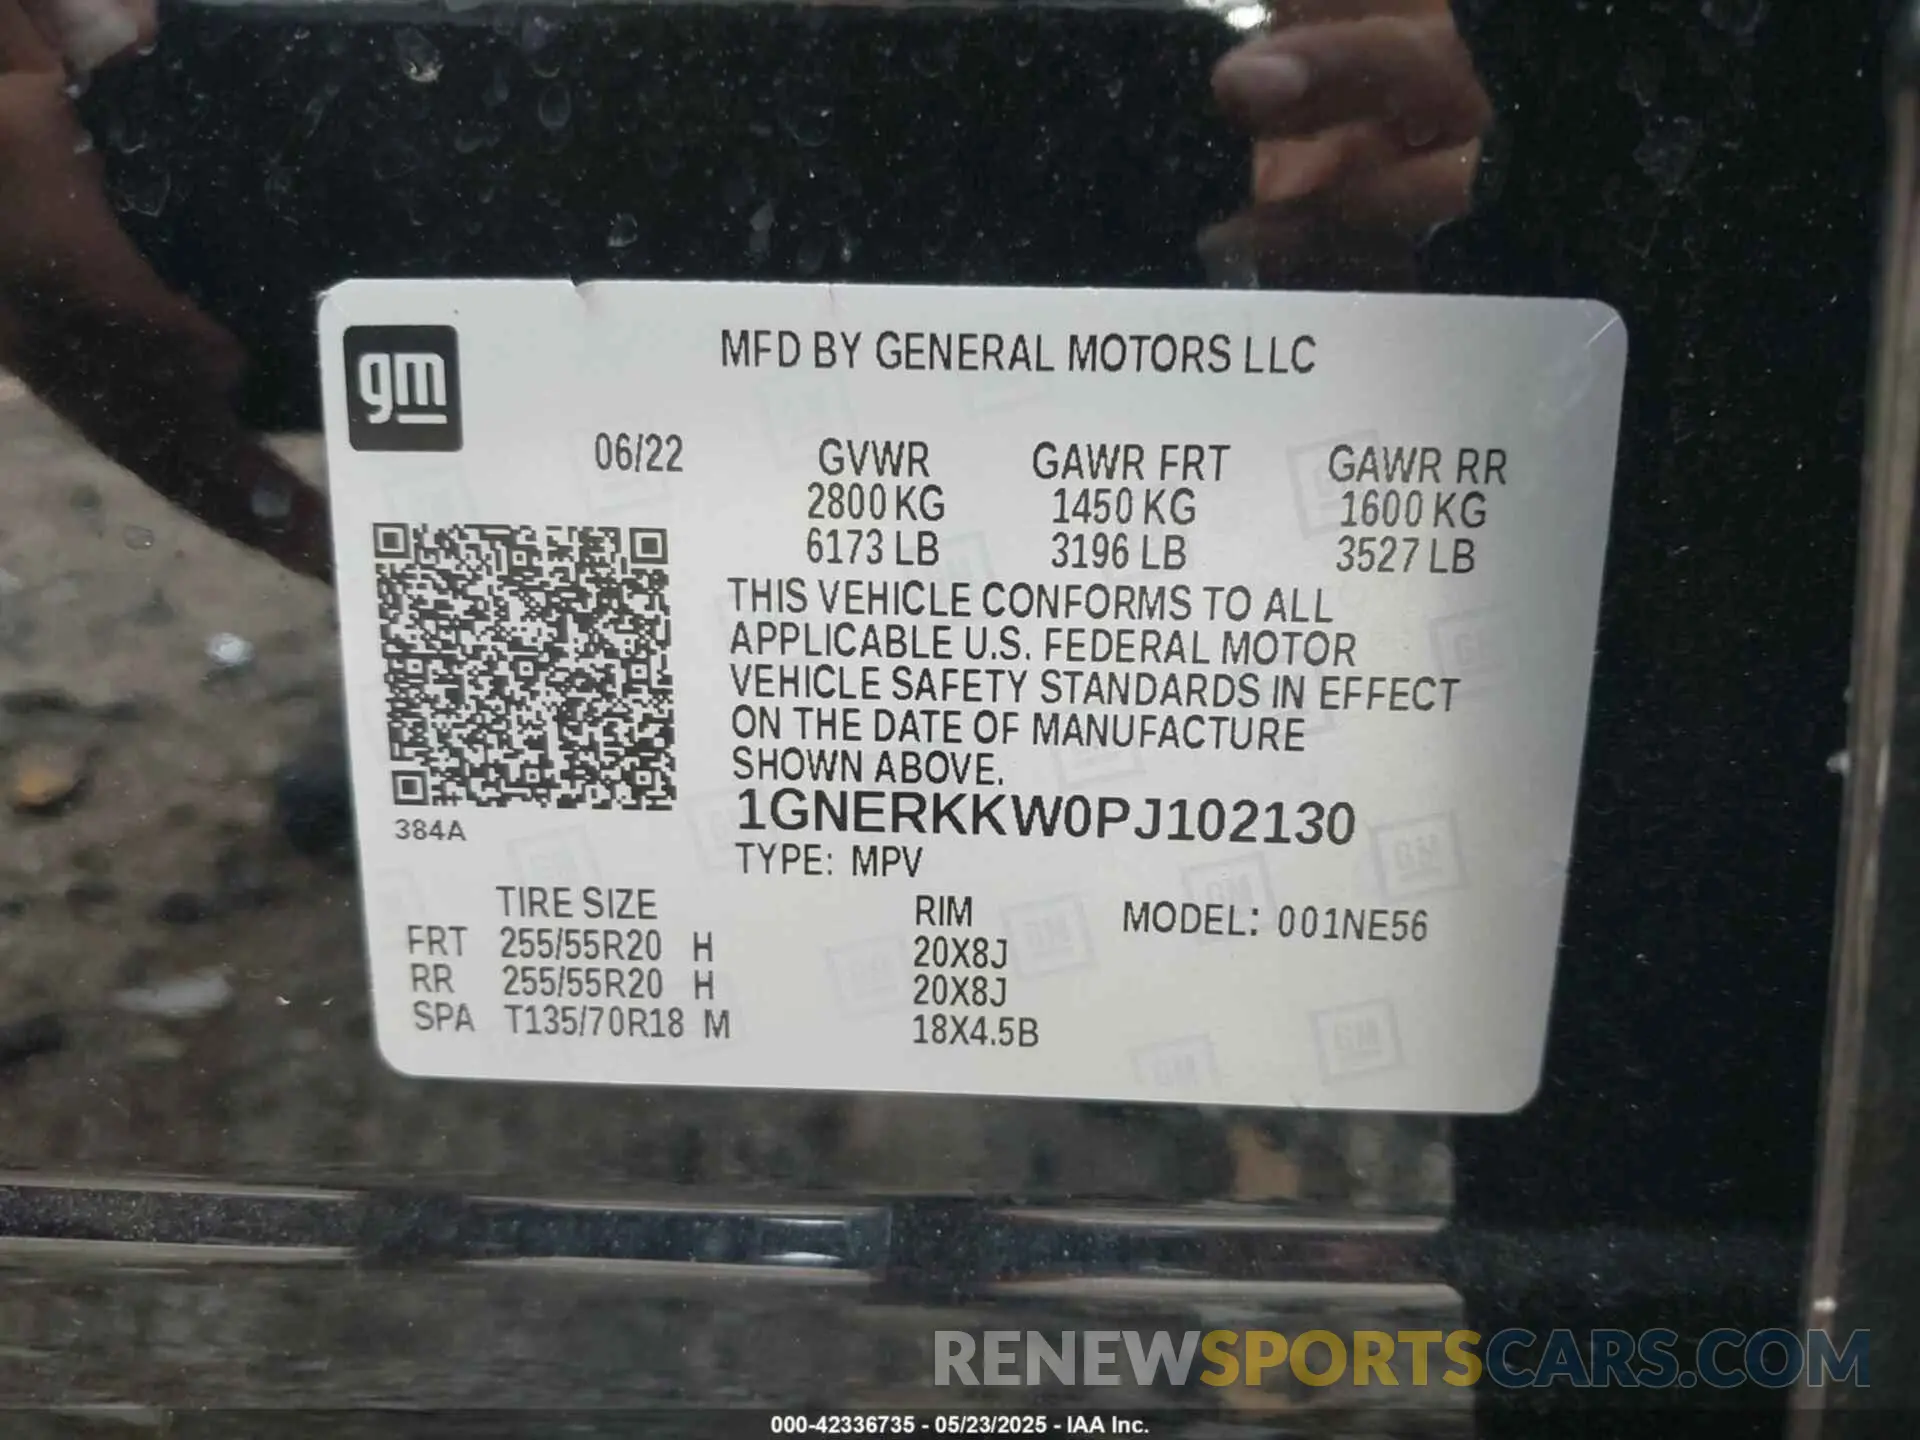 gm
MFD BY GENERAL MOTORS LLC
06/22 GVWR GAWR FRT GAWR RR
2800 KG 1450 KG 1600 KG
6173 LB 3196 LB 3527 LB
THIS VEHICLE CONFORMS TO ALL
APPLICABLE U.S. FEDERAL MOTOR
VEHICLE SAFETY STANDARDS IN EFFECT
ON THE DATE OF MANUFACTURE
SHOWN ABOVE.
384A
1GNERKKW0PJ102130
TYPE: MPV
TIRE SIZE RIM MODEL: 001NE56
FRT 255/55R20 H 20X8J
RR 255/55R20 H 20X8J
SPA T135/70R18 M 18X4.5B
RENEWSPORTSCARS.COM
000-42336735 - 05/23/2025 - IAA Inc.